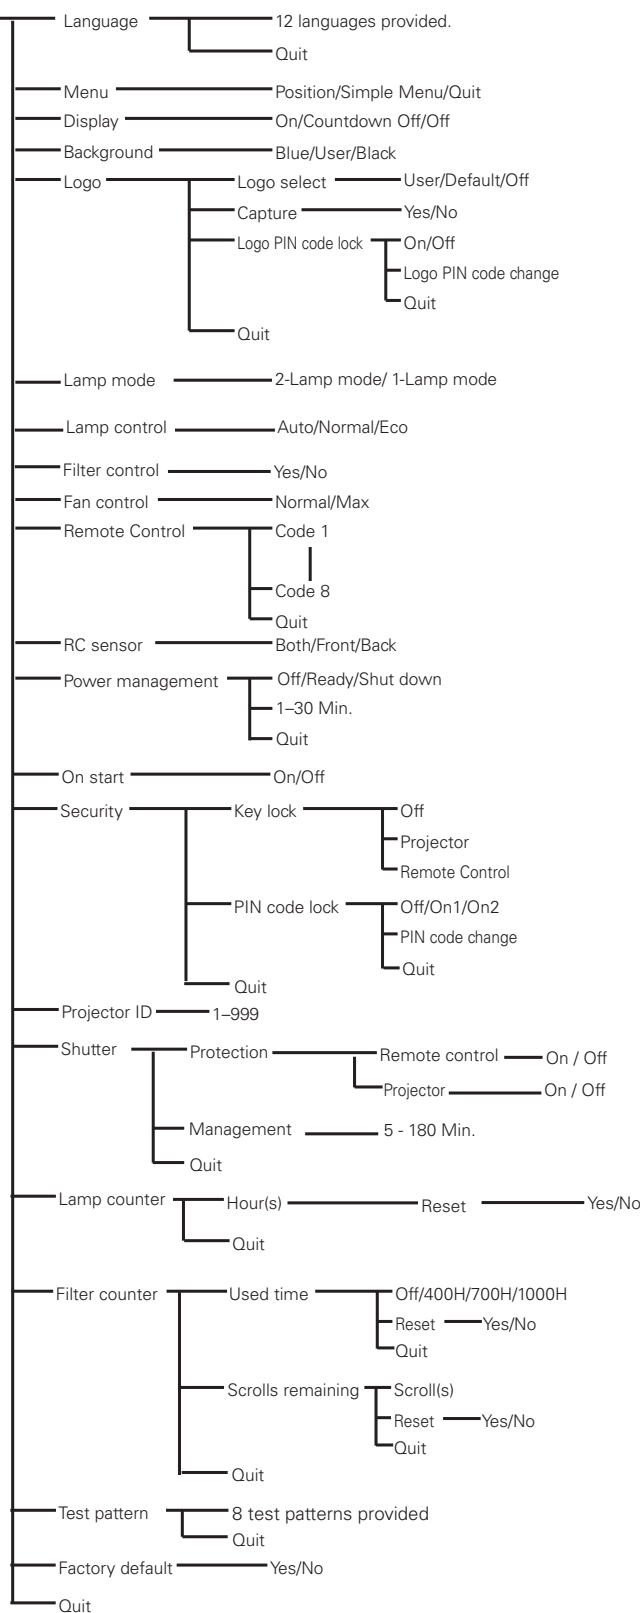 Language 12 languages provided.
Quit
Menu Position/Simple Menu/Quit
Display On/Countdown Off/Off
Background Blue/User/Black
Logo Logo select User/Default/Off
Capture Yes/No
Logo PIN code lock On/Off
Logo PIN code change
Quit
Quit
Lamp mode 2-Lamp mode/ 1-Lamp mode
Lamp control Auto/Normal/Eco
Filter control Yes/No
Fan control Normal/Max
Remote Control Code 1
Code 8
Quit
RC sensor Both/Front/Back
Power management Off/Ready/Shut down
1–30 Min.
Quit
On start On/Off
Security Key lock Off
Projector
Remote Control
PIN code lock Off/On1/On2
PIN code change
Quit
Quit
Projector ID 1–999
Shutter Protection Remote control On / Off
Projector On / Off
Management 5 - 180 Min.
Quit
Lamp counter Hour(s) Reset Yes/No
Quit
Filter counter Used time Off/400H/700H/1000H
Reset Yes/No
Quit
Scrolls remaining Scroll(s)
Reset Yes/No
Quit
Quit
Test pattern 8 test patterns provided
Quit
Factory default Yes/No
Quit